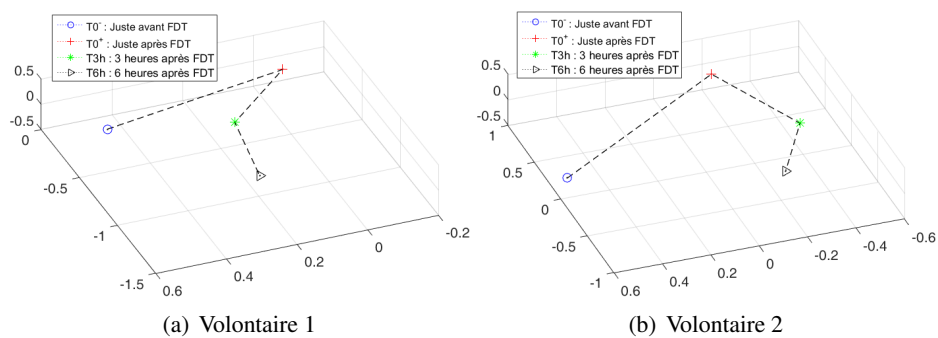 T0⁻ : Juste avant FDT
T0⁺ : Juste après FDT
T3h : 3 heures après FDT
T6h : 6 heures après FDT
0.5
0
-0.5
0
-0.5
-1
-1.5
0.6
0.4
0.2
0
-0.2
(a) Volontaire 1
T0⁻ : Juste avant FDT
T0⁺ : Juste après FDT
T3h : 3 heures après FDT
T6h : 6 heures après FDT
0.5
0
-0.5
1
0.5
0
-0.5
-1
0.6
0.4
0.2
0
-0.2
-0.4
-0.6
(b) Volontaire 2